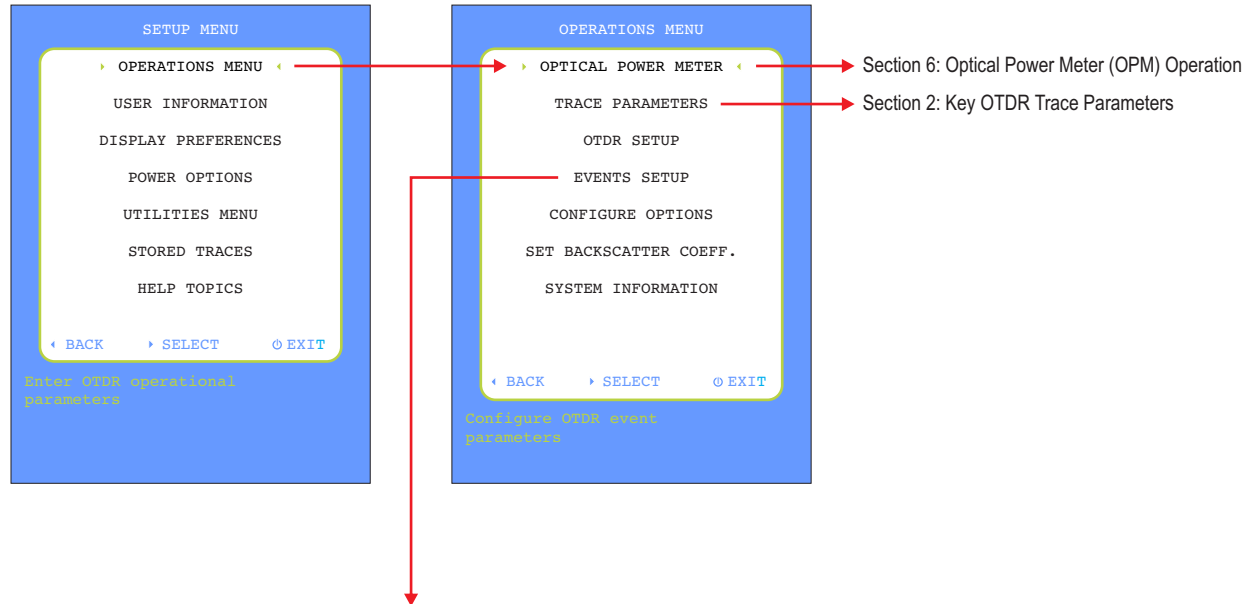 SETUP MENU
OPERATIONS MENU
USER INFORMATION
DISPLAY PREFERENCES
POWER OPTIONS
UTILITIES MENU
STORED TRACES
HELP TOPICS
BACK SELECT EXIT
Enter OTDR operational
parameters
OPERATIONS MENU
OPTICAL POWER METER
TRACE PARAMETERS
OTDR SETUP
EVENTS SETUP
CONFIGURE OPTIONS
SET BACKSCATTER COEFF.
SYSTEM INFORMATION
BACK SELECT EXIT
Configure OTDR event
parameters
Section 6: Optical Power Meter (OPM) Operation
Section 2: Key OTDR Trace Parameters